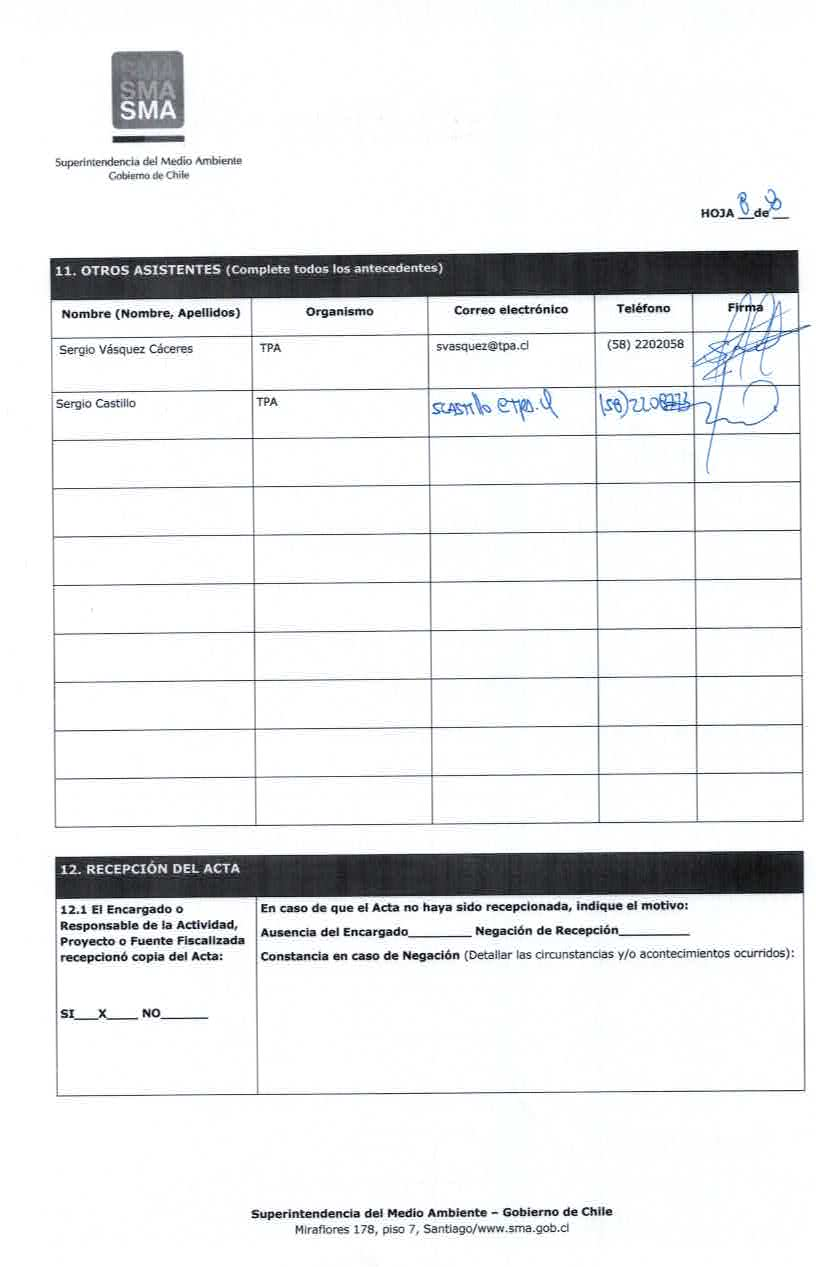 SMA
SMA
SMA
Superintendencia del Medio Ambiente
Gobierno de Chile
HOJA 8 de
11. OTROS ASISTENTES (Complete todos los antecedentes)
Nombre (Nombre, Apellidos) Organismo Correo electrónico Teléfono Firma
Sergio Vásquez Cáceres TPA svasquez@tpa.cl (58) 2202058
Sergio Castillo TPA scastillo@tpa.cl (58)
12. RECEPCIÓN DEL ACTA
12.1 El Encargado o
Responsable de la Actividad,
Proyecto o Fuente Fiscalizada
recepcionó copia del Acta:
SI___X_____ NO_______
En caso de que el Acta no haya sido recepcionada, indique el motivo:
Ausencia del Encargado_________ Negación de Recepción__________
Constancia en caso de Negación (Detallar las circunstancias y/o acontecimientos ocurridos):
Superintendencia del Medio Ambiente – Gobierno de Chile
Miraflores 178, piso 7, Santiago/www.sma.gob.cl